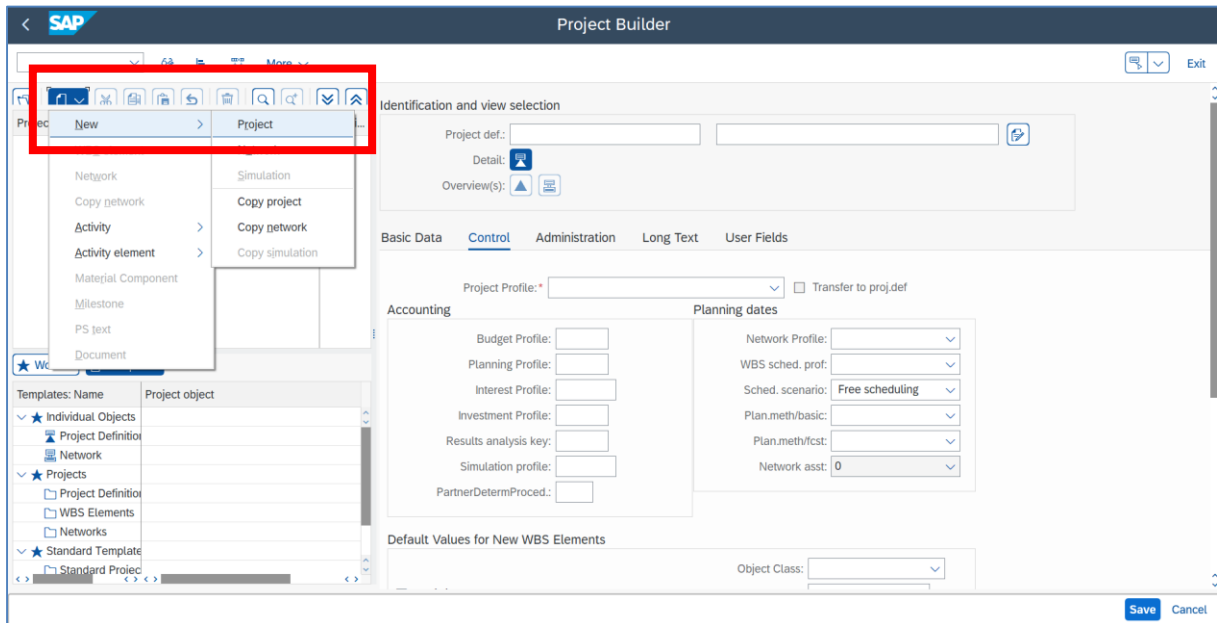 SAP
Project Builder
More
Exit
Identification and view selection
New
Project
Project def.:
Detail:
Network
Simulation
Overview(s):
Copy network
Copy project
Activity
Copy network
Basic Data Control Administration Long Text User Fields
Activity element
Copy simulation
Material Component
Project Profile:* Transfer to proj.def
Milestone
Accounting Planning dates
PS text
Budget Profile: Network Profile:
Document
Planning Profile: WBS sched. prof:
Templates: Name Project object
Interest Profile: Sched. scenario: Free scheduling
Individual Objects
Investment Profile: Plan.meth/basic:
Project Definition
Results analysis key: Plan.meth/fcst:
Network
Simulation profile: Network asst: 0
Projects
PartnerDetermProced.:
Project Definition
WBS Elements
Networks
Default Values for New WBS Elements
Standard Template
Standard Projec
Object Class:
Save Cancel